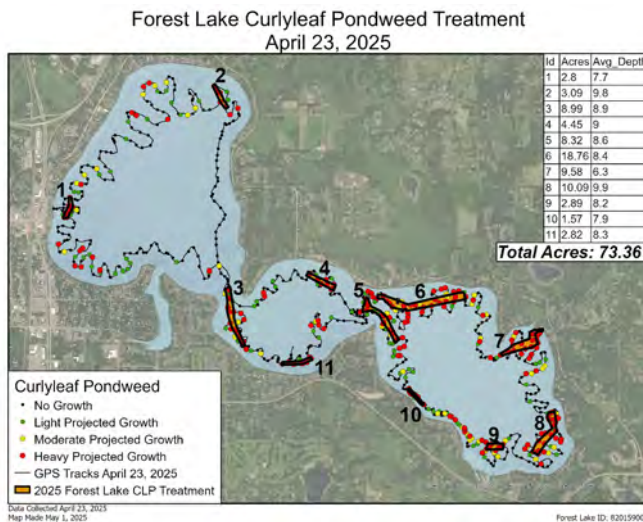 Forest Lake Curlyleaf Pondweed Treatment
April 23, 2025
Id Acres Avg_Depth
1 2.8 7.7
2 3.09 9.8
3 8.99 8.9
4 4.45 9
5 8.32 8.6
6 18.76 8.4
7 9.58 6.3
8 10.09 9.9
9 2.89 8.2
10 1.57 7.9
11 2.82 8.3
Total Acres: 73.36
2
1
3
4
5
6
7
11
10
9
8
Curlyleaf Pondweed
No Growth
Light Projected Growth
Moderate Projected Growth
Heavy Projected Growth
GPS Tracks April 23, 2025
2025 Forest Lake CLP Treatment
Data Collected April 23, 2025
Map Made May 1, 2025
Forest Lake ID: 82015900